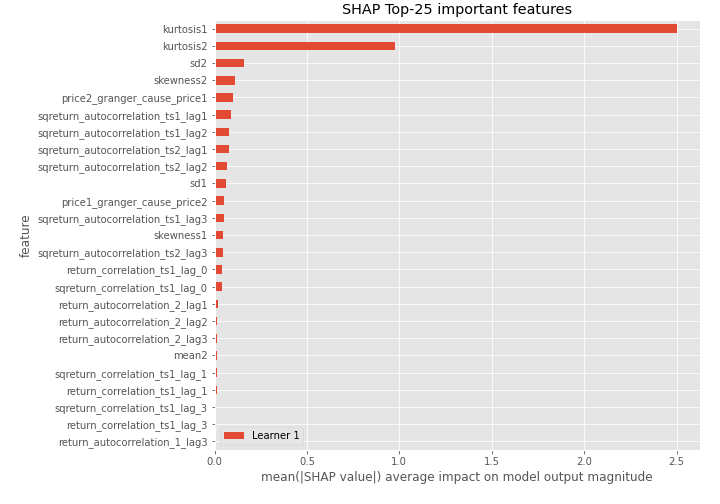 SHAP Top-25 important features
kurtosis1
kurtosis2
sd2
skewness2
price2_granger_cause_price1
sqreturn_autocorrelation_ts1_lag1
sqreturn_autocorrelation_ts1_lag2
sqreturn_autocorrelation_ts2_lag1
sqreturn_autocorrelation_ts2_lag2
sd1
price1_granger_cause_price2
sqreturn_autocorrelation_ts1_lag3
skewness1
sqreturn_autocorrelation_ts2_lag3
return_correlation_ts1_lag_0
sqreturn_correlation_ts1_lag_0
return_autocorrelation_2_lag1
return_autocorrelation_2_lag2
return_autocorrelation_2_lag3
mean2
sqreturn_correlation_ts1_lag_1
return_correlation_ts1_lag_1
sqreturn_correlation_ts1_lag_3
return_correlation_ts1_lag_3
return_autocorrelation_1_lag3
feature
Learner 1
0.0 0.5 1.0 1.5 2.0 2.5
mean(|SHAP value|) average impact on model output magnitude